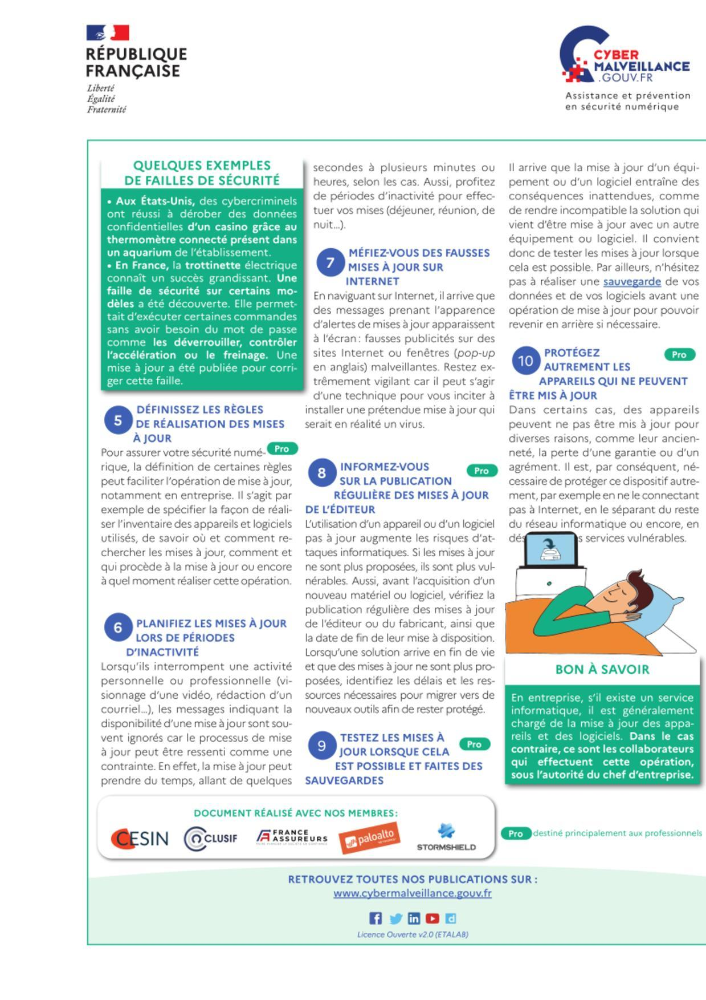 RÉPUBLIQUE
FRANÇAISE
Liberté
Égalité
Fraternité
CYBER
MALVEILLANCE
.GOUV.FR
Assistance et prévention
en sécurité numérique
QUELQUES EXEMPLES
DE FAILLES DE SÉCURITÉ
• Aux États-Unis, des cybercriminels
ont réussi à dérober des données
confidentielles d'un casino grâce au
thermomètre connecté présent dans
un aquarium de l'établissement.
• En France, la trottinette électrique
connaît un succès grandissant. Une
faille de sécurité sur certains mo-
dèles a été découverte. Elle permet-
tait d'exécuter certaines commandes
sans avoir besoin du mot de passe
comme les déverrouiller, contrôler
l'accélération ou le freinage. Une
mise à jour a été publiée pour corri-
ger cette faille.
5 DÉFINISSEZ LES RÈGLES
DE RÉALISATION DES MISES
À JOUR
Pro
Pour assurer votre sécurité numé-
rique, la définition de certaines règles
peut faciliter l'opération de mise à jour,
notamment en entreprise. Il s'agit par
exemple de spécifier la façon de réali-
ser l'inventaire des appareils et logiciels
utilisés, de savoir où et comment re-
chercher les mises à jour, comment et
qui procède à la mise à jour ou encore
à quel moment réaliser cette opération.
6 PLANIFIEZ LES MISES À JOUR
LORS DE PÉRIODES
D'INACTIVITÉ
Lorsqu'ils interrompent une activité
personnelle ou professionnelle (vi-
sionnage d'une vidéo, rédaction d'un
courriel…), les messages indiquant la
disponibilité d'une mise à jour sont sou-
vent ignorés car le processus de mise
à jour peut être ressenti comme une
contrainte. En effet, la mise à jour peut
prendre du temps, allant de quelques
secondes à plusieurs minutes ou
heures, selon les cas. Aussi, profitez
de périodes d'inactivité pour effec-
tuer vos mises (déjeuner, réunion, de
nuit…).
7 MÉFIEZ-VOUS DES FAUSSES
MISES À JOUR SUR
INTERNET
En naviguant sur Internet, il arrive que
des messages prenant l'apparence
d'alertes de mises à jour apparaissent
à l'écran : fausses publicités sur des
sites Internet ou fenêtres (pop-up
en anglais) malveillantes. Restez ex-
trêmement vigilant car il peut s'agir
d'une technique pour vous inciter à
installer une prétendue mise à jour qui
serait en réalité un virus.
8 INFORMEZ-VOUS
SUR LA PUBLICATION
RÉGULIÈRE DES MISES À JOUR
DE L'ÉDITEUR
Pro
L'utilisation d'un appareil ou d'un logiciel
pas à jour augmente les risques d'at-
taques informatiques. Si les mises à jour
ne sont plus proposées, ils sont plus vul-
nérables. Aussi, avant l'acquisition d'un
nouveau matériel ou logiciel, vérifiez la
publication régulière des mises à jour
de l'éditeur ou du fabricant, ainsi que
la date de fin de leur mise à disposition.
Lorsqu'une solution arrive en fin de vie
et que des mises à jour ne sont plus pro-
posées, identifiez les délais et les res-
sources nécessaires pour migrer vers de
nouveaux outils afin de rester protégé.
9 TESTEZ LES MISES À
JOUR LORSQUE CELA
EST POSSIBLE ET FAITES DES
SAUVEGARDES
Pro
Il arrive que la mise à jour d'un équi-
pement ou d'un logiciel entraîne des
conséquences inattendues, comme
de rendre incompatible la solution qui
vient d'être mise à jour avec un autre
équipement ou logiciel. Il convient
donc de tester les mises à jour lorsque
cela est possible. Par ailleurs, n'hésitez
pas à réaliser une sauvegarde de vos
données et de vos logiciels avant une
opération de mise à jour pour pouvoir
revenir en arrière si nécessaire.
10 PROTÉGEZ
AUTREMENT LES
APPAREILS QUI NE PEUVENT
ÊTRE MIS À JOUR
Pro
Dans certains cas, des appareils
peuvent ne pas être mis à jour pour
diverses raisons, comme leur ancien-
neté, la perte d'une garantie ou d'un
agrément. Il est, par conséquent, né-
cessaire de protéger ce dispositif autre-
ment, par exemple en ne le connectant
pas à Internet, en le séparant du reste
du réseau informatique ou encore, en
services vulnérables.
BON À SAVOIR
En entreprise, s'il existe un service
informatique, il est généralement
chargé de la mise à jour des appa-
reils et des logiciels. Dans le cas
contraire, ce sont les collaborateurs
qui effectuent cette opération,
sous l'autorité du chef d'entreprise.
DOCUMENT RÉALISÉ AVEC NOS MEMBRES :
CESIN
CLUSIF
FRANCE
ASSUREURS
paloalto
STORMSHIELD
Pro destiné principalement aux professionnels
RETROUVEZ TOUTES NOS PUBLICATIONS SUR :
www.cybermalveillance.gouv.fr
Licence Ouverte v2.0 (ETALAB)